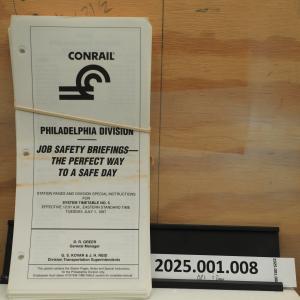 CONRAIL
PHILADELPHIA DIVISION
JOB SAFETY BRIEFINGS—
THE PERFECT WAY
TO A SAFE DAY
STATION PAGES AND DIVISION SPECIAL INSTRUCTIONS
FOR
SYSTEM TIMETABLE NO. 5
EFFECTIVE 12:01 A.M., EASTERN STANDARD TIME
TUESDAY, JULY 1, 1997
D. R. GREER
General Manager
G. S. KOVAR & J. H. REID
Division Transportation Superintendents
2025.001.008